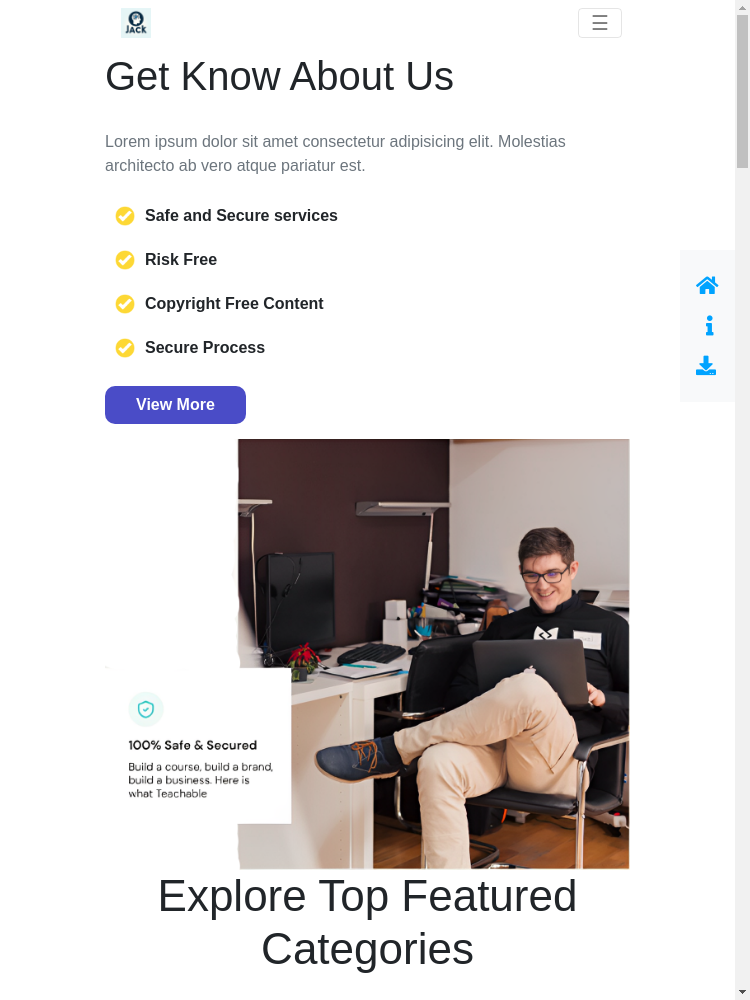 JACK
☰
Get Know About Us
Lorem ipsum dolor sit amet consectetur adipisicing elit. Molestias
architecto ab vero atque pariatur est.
Safe and Secure services
Risk Free
Copyright Free Content
Secure Process
View More
100% Safe & Secured
Build a course, build a brand,
build a business. Here is
what Teachable
Explore Top Featured
Categories